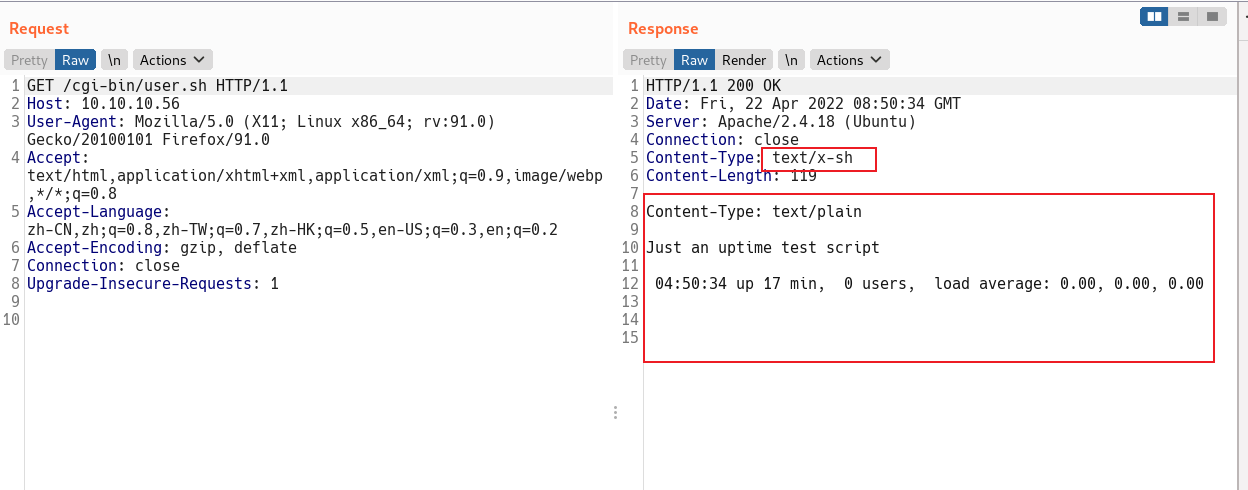 Request
Pretty Raw \n Actions
1 GET /cgi-bin/user.sh HTTP/1.1
2 Host: 10.10.10.56
3 User-Agent: Mozilla/5.0 (X11; Linux x86_64; rv:91.0)
Gecko/20100101 Firefox/91.0
4 Accept:
text/html,application/xhtml+xml,application/xml;q=0.9,image/webp
,*/*;q=0.8
5 Accept-Language:
zh-CN,zh;q=0.8,zh-TW;q=0.7,zh-HK;q=0.5,en-US;q=0.3,en;q=0.2
6 Accept-Encoding: gzip, deflate
7 Connection: close
8 Upgrade-Insecure-Requests: 1
9
10
Response
Pretty Raw Render \n Actions
1 HTTP/1.1 200 OK
2 Date: Fri, 22 Apr 2022 08:50:34 GMT
3 Server: Apache/2.4.18 (Ubuntu)
4 Connection: close
5 Content-Type: text/x-sh
6 Content-Length: 119
7
8 Content-Type: text/plain
9
10 Just an uptime test script
11
12 04:50:34 up 17 min,  0 users,  load average: 0.00, 0.00, 0.00
13
14
15